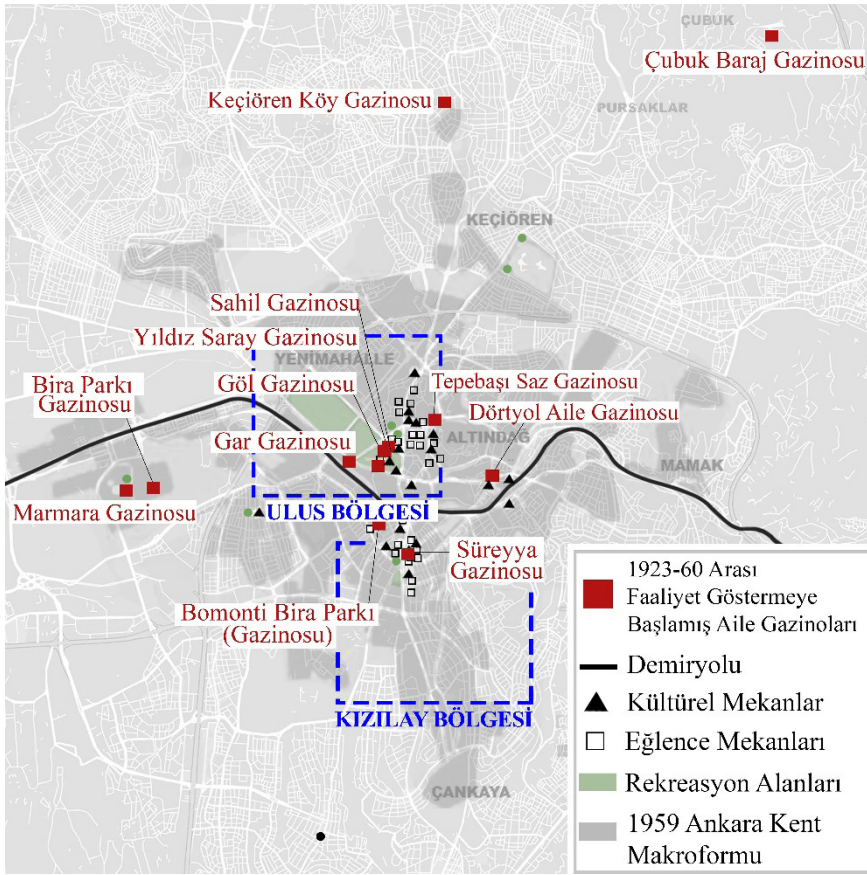 ÇUBUK
Çubuk Baraj Gazinosu
Keçiören Köy Gazinosu
PURSAKLAR
KEÇİÖREN
Sahil Gazinosu
Yıldız Saray Gazinosu
YENİMAHALLE
Bira Parkı
Gazinosu
Göl Gazinosu
Tepebaşı Saz Gazinosu
Dörtyol Aile Gazinosu
Gar Gazinosu
ALTINDAĞ
MAMAK
Marmara Gazinosu
ULUS BÖLGESİ
Süreyya
Gazinosu
Bomonti Bira Parkı
(Gazinosu)
KIZILAY BÖLGESİ
ÇANKAYA
1923-60 Arası
Faaliyet Göstermeye
Başlamış Aile Gazinoları
Demiryolu
Kültürel Mekanlar
Eğlence Mekanları
Rekreasyon Alanları
1959 Ankara Kent
Makroformu